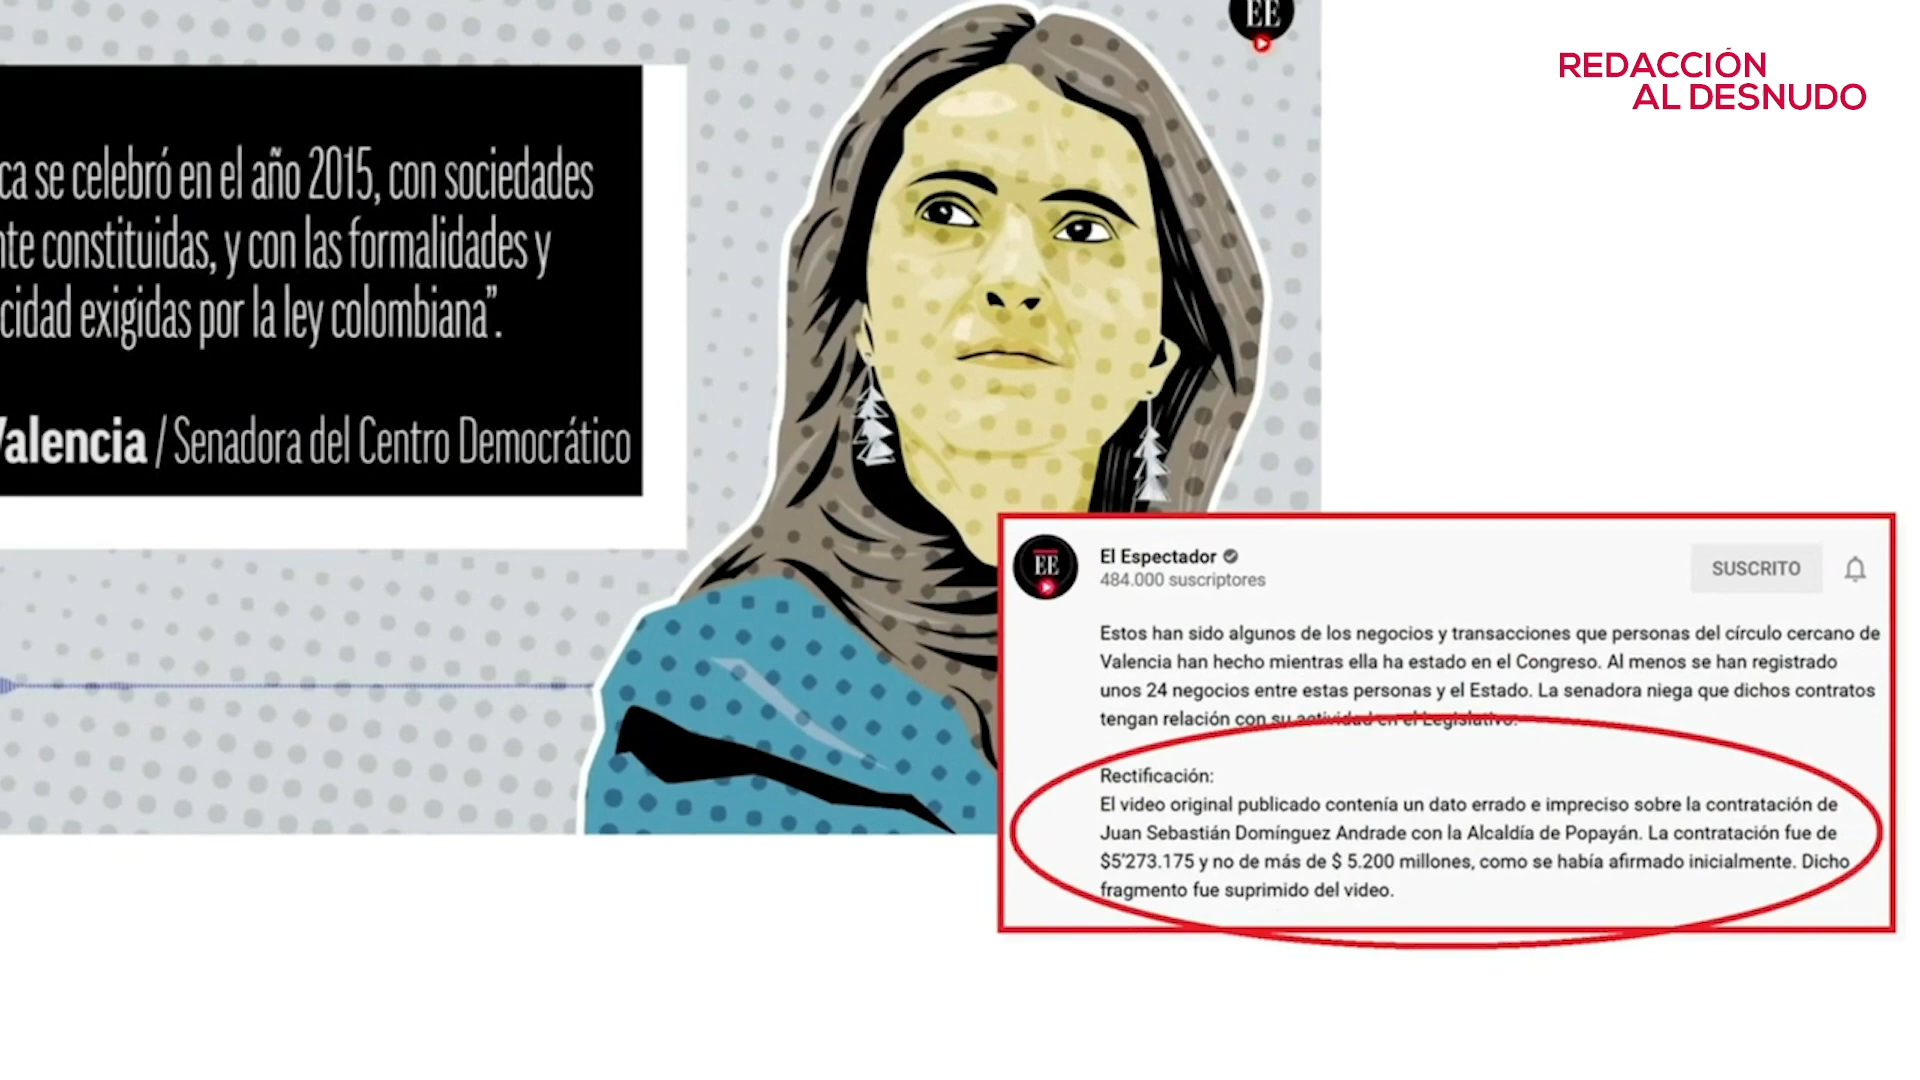 EE
REDACCIÓN
AL DESNUDO
ca se celebró en el año 2015, con sociedades
nte constituidas, y con las formalidades y
cidad exigidas por la ley colombiana”.
Valencia / Senadora del Centro Democrático
EE
El Espectador
484.000 suscriptores
SUSCRITO
Estos han sido algunos de los negocios y transacciones que personas del círculo cercano de
Valencia han hecho mientras ella ha estado en el Congreso. Al menos se han registrado
unos 24 negocios entre estas personas y el Estado. La senadora niega que dichos contratos
tengan relación con su actividad en el Legislativo.
Rectificación:
El video original publicado contenía un dato errado e impreciso sobre la contratación de
Juan Sebastián Domínguez Andrade con la Alcaldía de Popayán. La contratación fue de
$5'273.175 y no de más de $ 5.200 millones, como se había afirmado inicialmente. Dicho
fragmento fue suprimido del video.